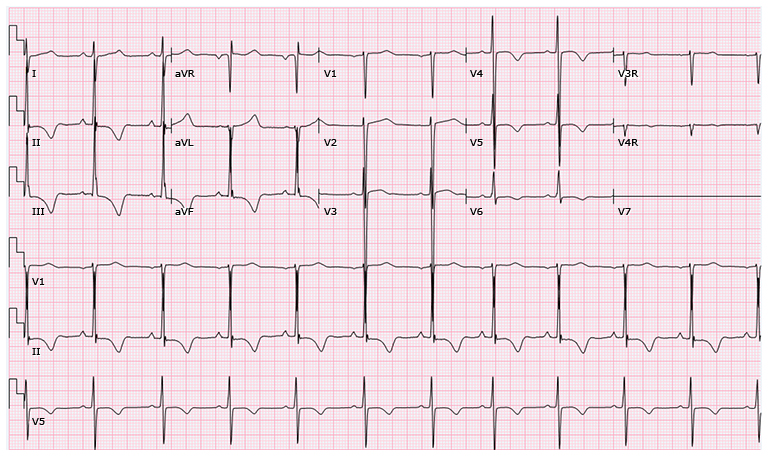 I aVR V1 V4 V3R
II aVL V2 V5 V4R
III aVF V3 V6 V7
V1
II
V5